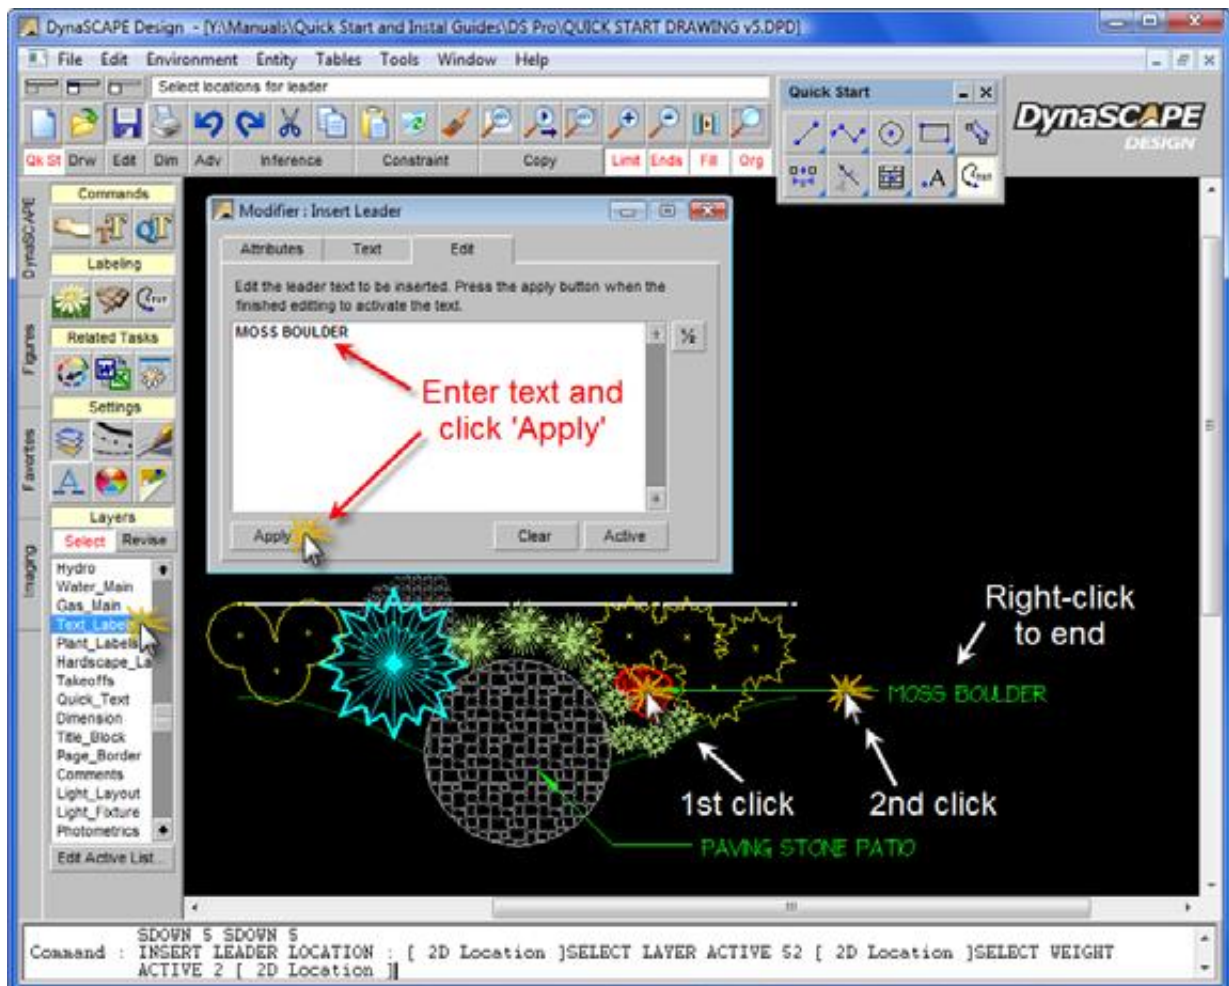 DynaSCAPE Design - [Y:\Manuals\Quick Start and Instal Guides\DS Pro\QUICK START DRAWING v5.DPD]
File Edit Environment Entity Tables Tools Window Help
Select locations for leader
Quick Start
DynaSCAPE
DESIGN
Qk St Drw Edit Dim Adv Inference Constraint Copy Limit Ends Fill Org
DynaSCAPE
Figures
Favorites
Imaging
Commands
Labeling
Related Tasks
Settings
Layers
Select Revise
Hydro
Water_Main
Gas_Main
Text_Label
Plant_Labels
Hardscape_La
Takeoffs
Quick_Text
Dimension
Title_Block
Page_Border
Comments
Light_Layout
Light_Fixture
Photometrics
Edit Active List...
Modifier : Insert Leader
Attributes Text Edit
Edit the leader text to be inserted. Press the apply button when the
finished editing to activate the text.
MOSS BOULDER
Enter text and
click 'Apply'
Apply Clear Active
Right-click
to end
MOSS BOULDER
1st click
2nd click
PAVING STONE PATIO
SDOWN 5 SDOWN 5
Command : INSERT LEADER LOCATION : [ 2D Location ]SELECT LAYER ACTIVE 52 [ 2D Location ]SELECT WEIGHT
ACTIVE 2 [ 2D Location ]